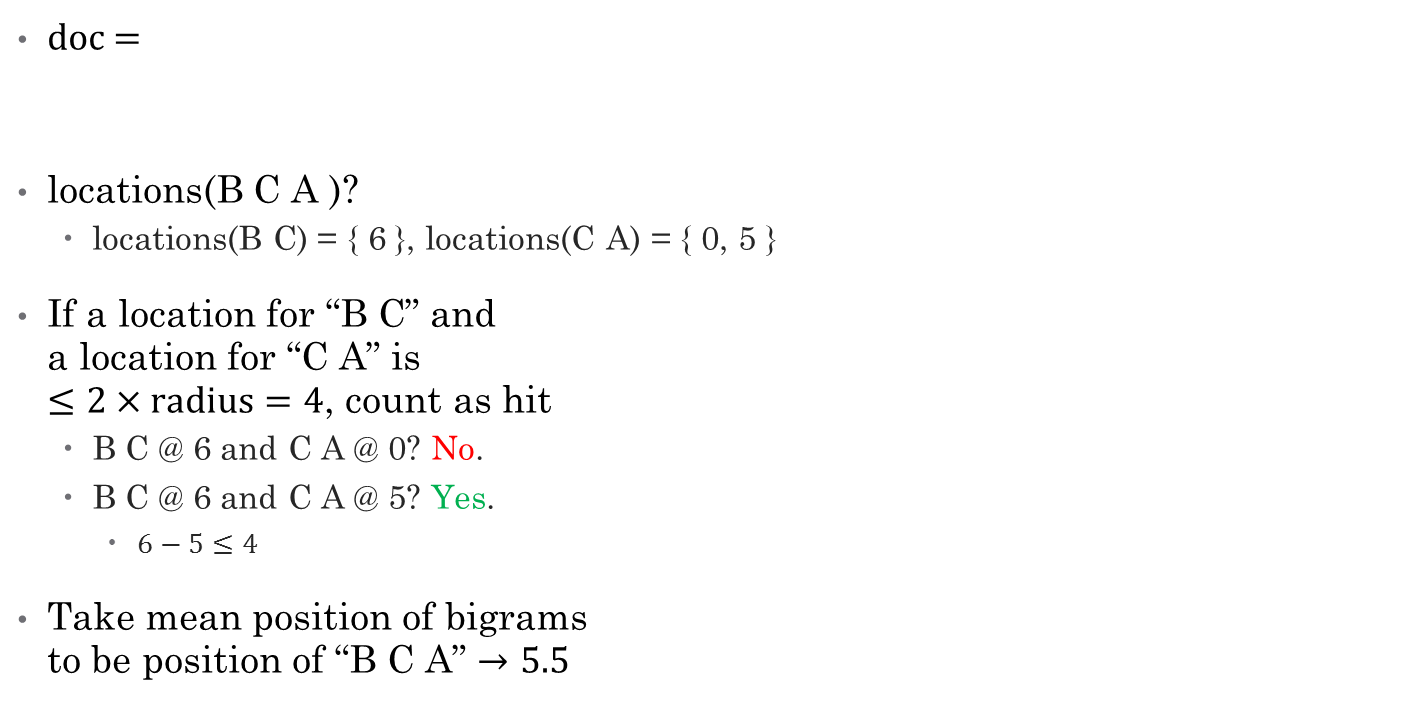 • doc =
• locations(B C A )?
• locations(B C) = { 6 }, locations(C A) = { 0, 5 }
• If a location for “B C” and
a location for “C A” is
≤ 2 × radius = 4, count as hit
• B C @ 6 and C A @ 0? No.
• B C @ 6 and C A @ 5? Yes.
• 6 − 5 ≤ 4
• Take mean position of bigrams
to be position of “B C A” → 5.5